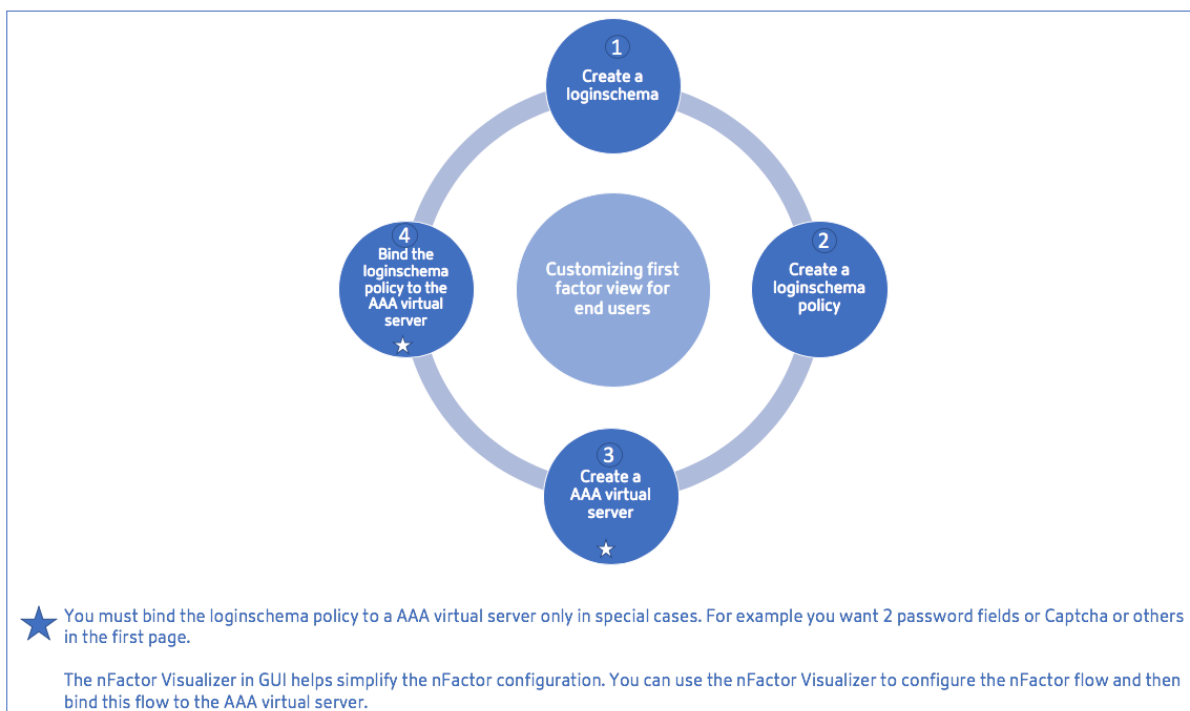 1
Create a
loginschema
2
Create a
loginschema
policy
3
Create a
AAA virtual
server
4
Bind the
loginschema
policy to the
AAA virtual
server
Customizing first
factor view for
end users
You must bind the loginschema policy to a AAA virtual server only in special cases. For example you want 2 password fields or Captcha or others
in the first page.
The nFactor Visualizer in GUI helps simplify the nFactor configuration. You can use the nFactor Visualizer to configure the nFactor flow and then
bind this flow to the AAA virtual server.